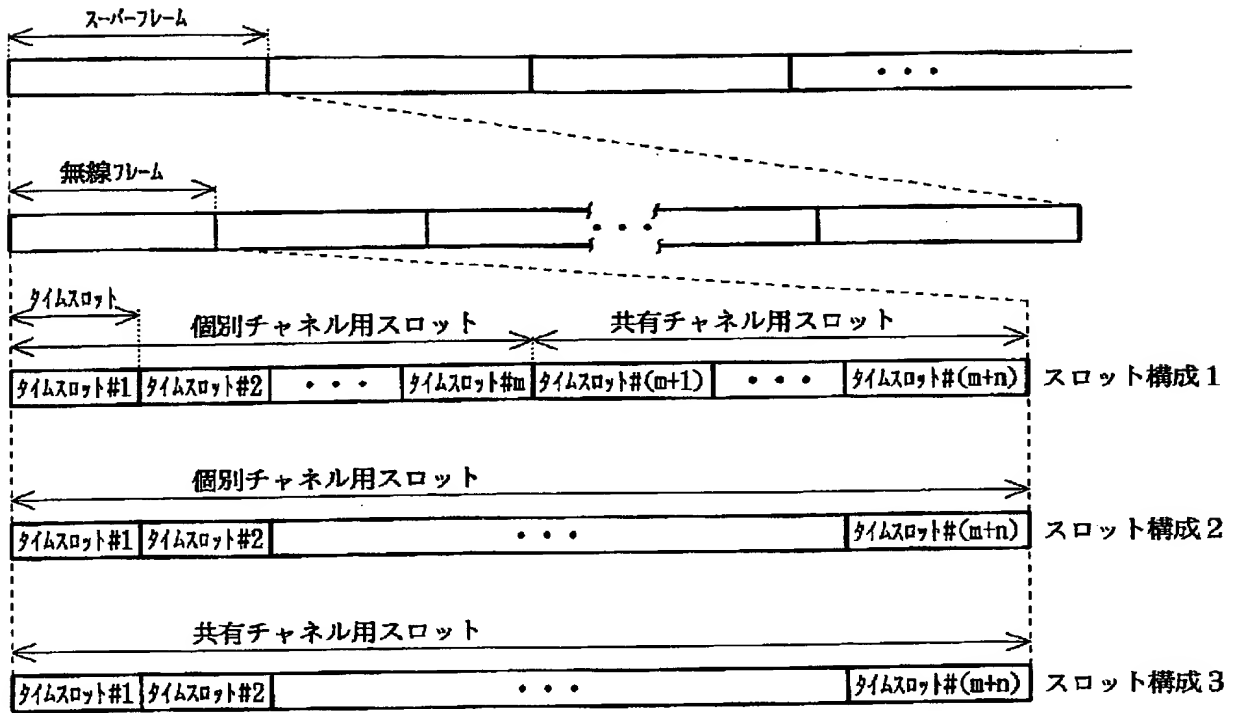 スーパーフレーム
・・・
無線フレーム
・・・
タイムスロット
個別チャネル用スロット 共有チャネル用スロット
タイムスロット#1 タイムスロット#2 ・・・ タイムスロット#m タイムスロット#(m+1) ・・・ タイムスロット#(m+n) スロット構成1
個別チャネル用スロット
タイムスロット#1 タイムスロット#2 ・・・ タイムスロット#(m+n) スロット構成2
共有チャネル用スロット
タイムスロット#1 タイムスロット#2 ・・・ タイムスロット#(m+n) スロット構成3